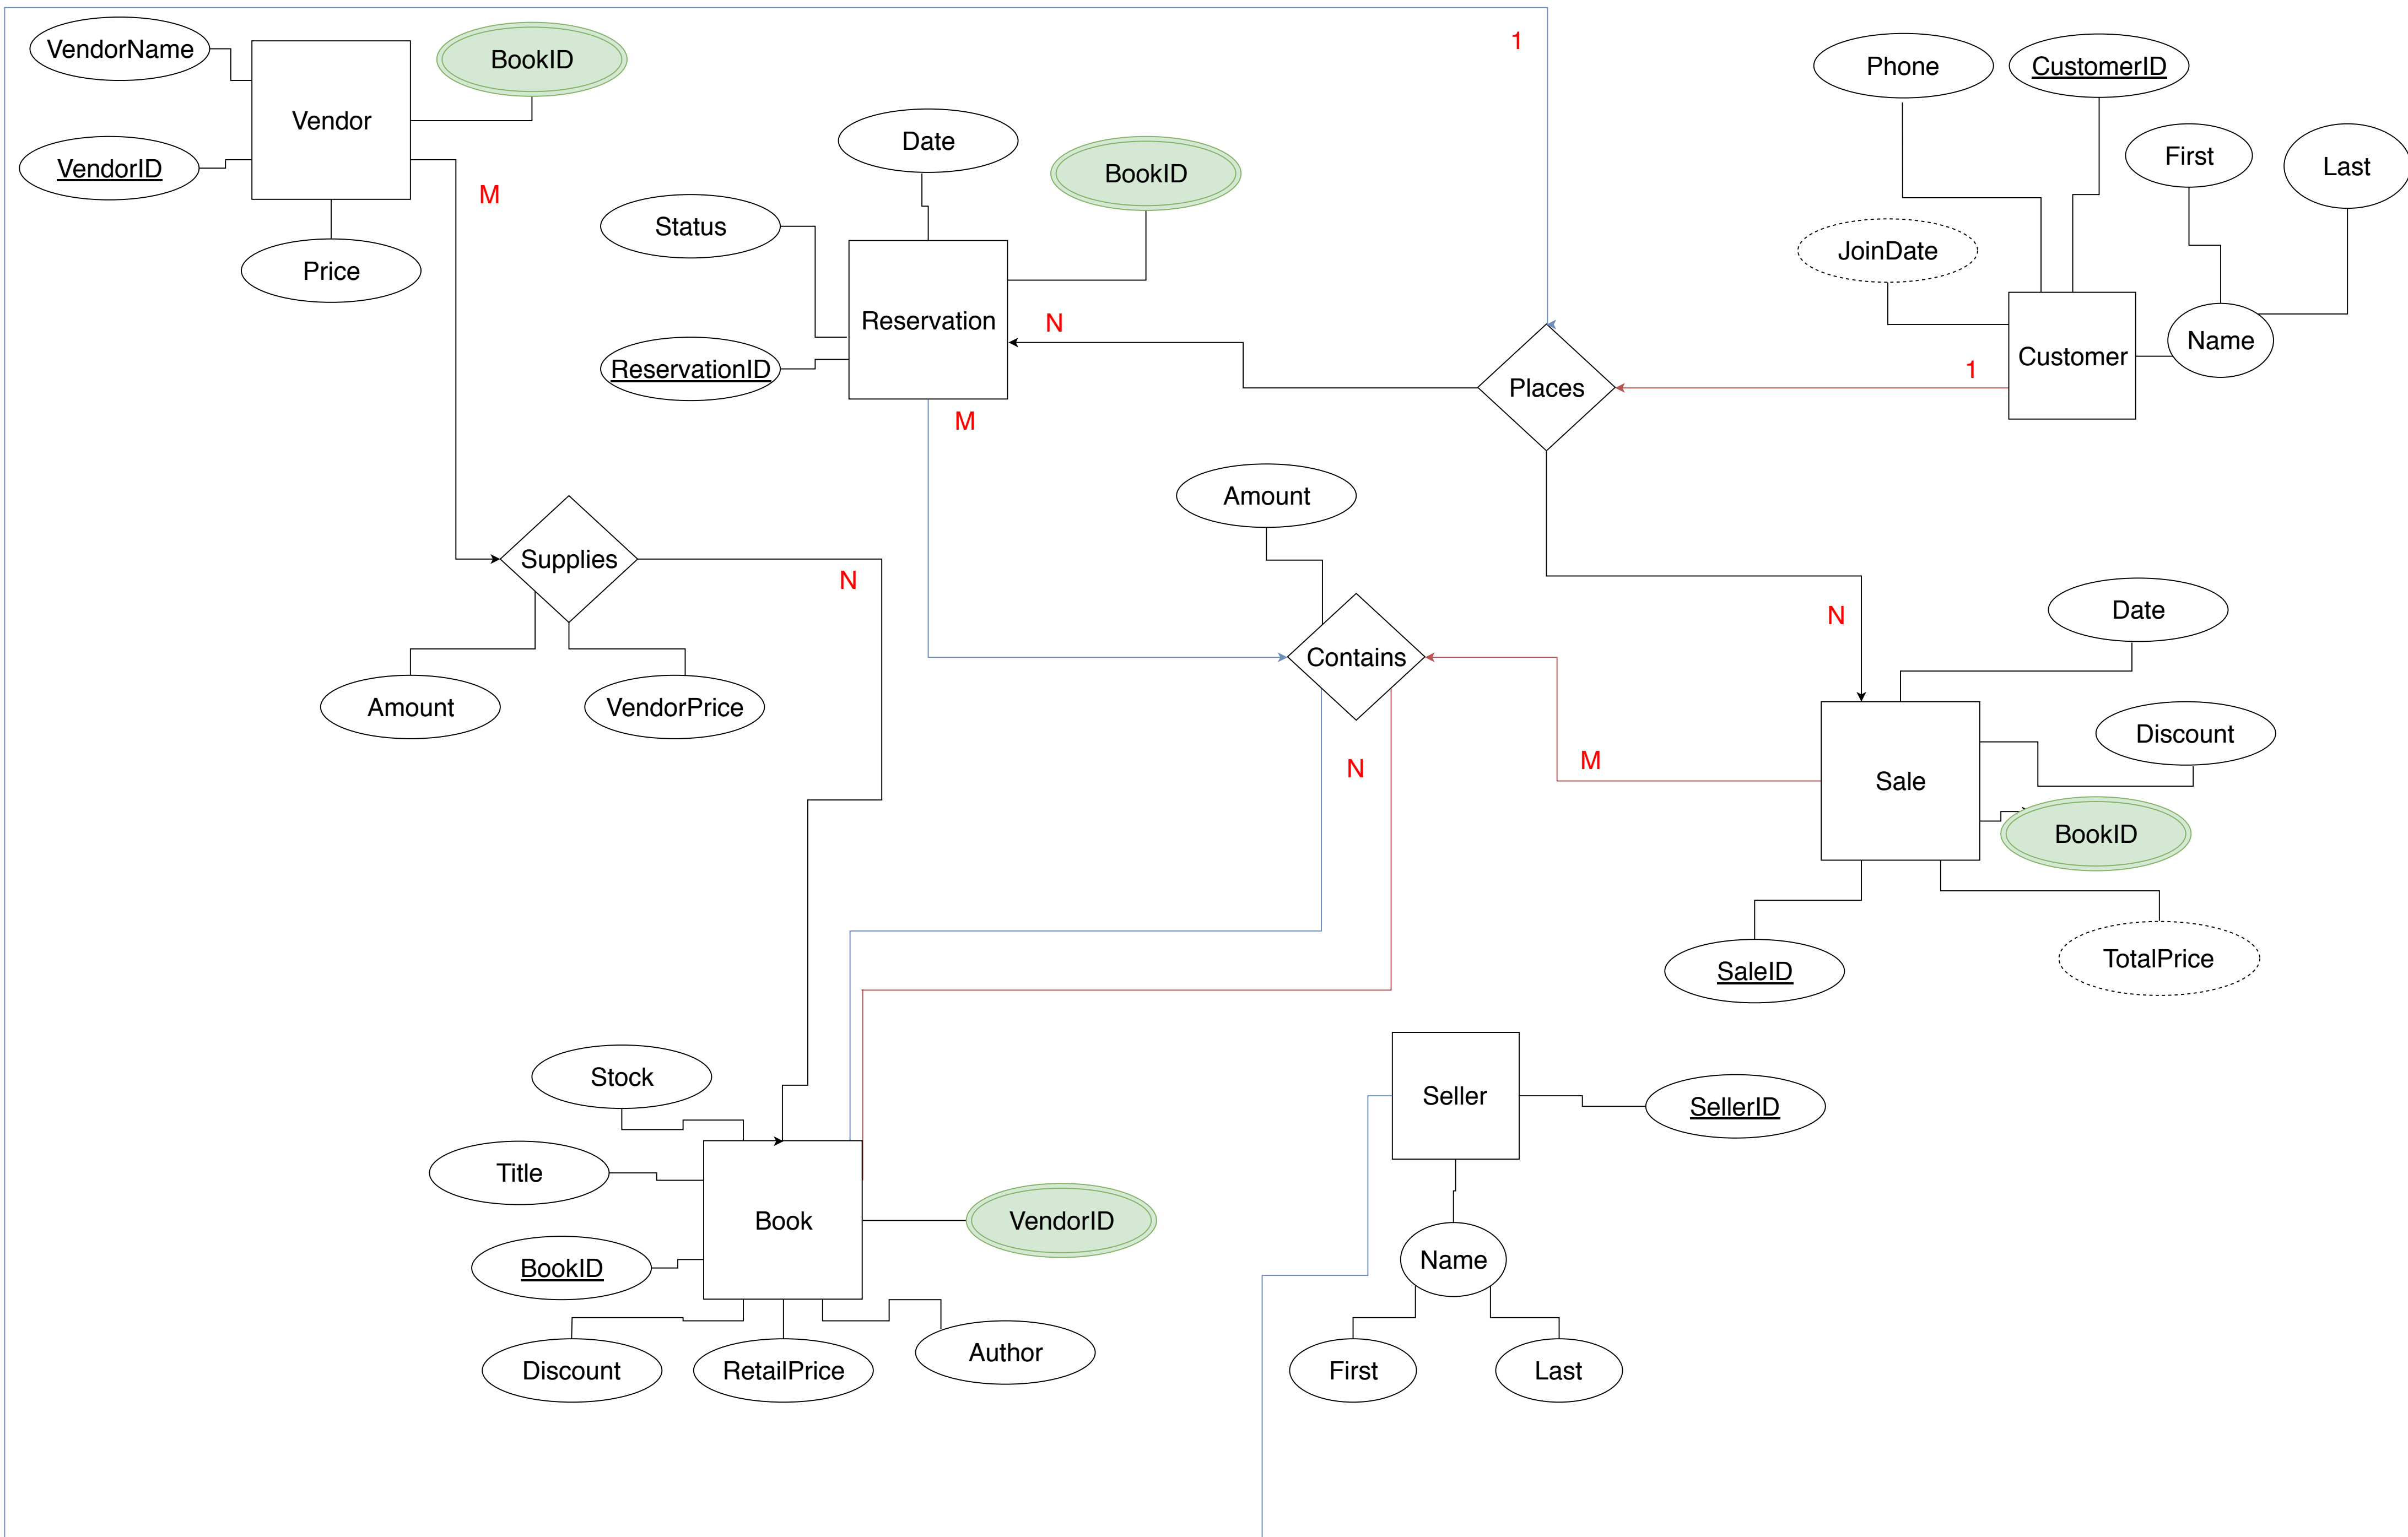 VendorName
BookID
Vendor
VendorID
Price
M
1
Date
BookID
Status
Reservation
ReservationID
N
M
Phone
CustomerID
First
Last
JoinDate
Customer
Name
1
Places
Supplies
N
Amount
VendorPrice
Amount
Contains
N
M
N
Date
Discount
Sale
BookID
SaleID
TotalPrice
Stock
Title
Book
VendorID
BookID
Discount
RetailPrice
Author
Seller
SellerID
Name
First
Last